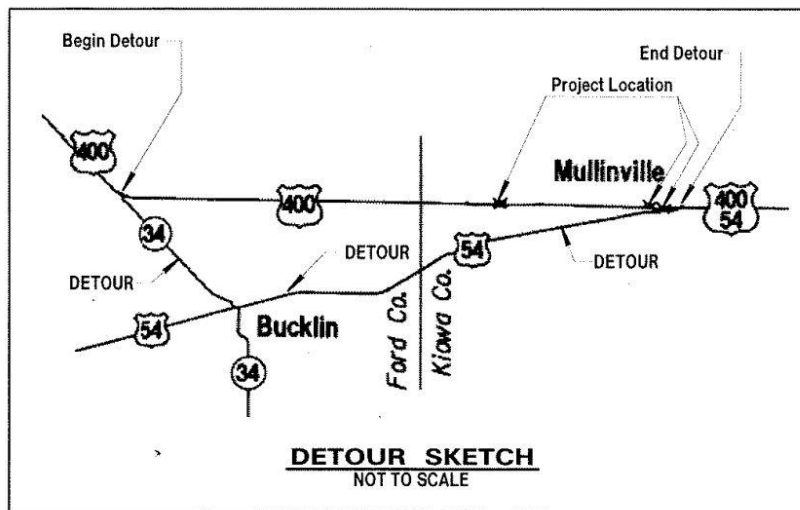 Begin Detour
End Detour
Project Location
400
Mullinville
400
400
54
34
54
DETOUR
DETOUR
DETOUR
54
Bucklin
Ford Co.
Kiowa Co.
34
DETOUR SKETCH
NOT TO SCALE